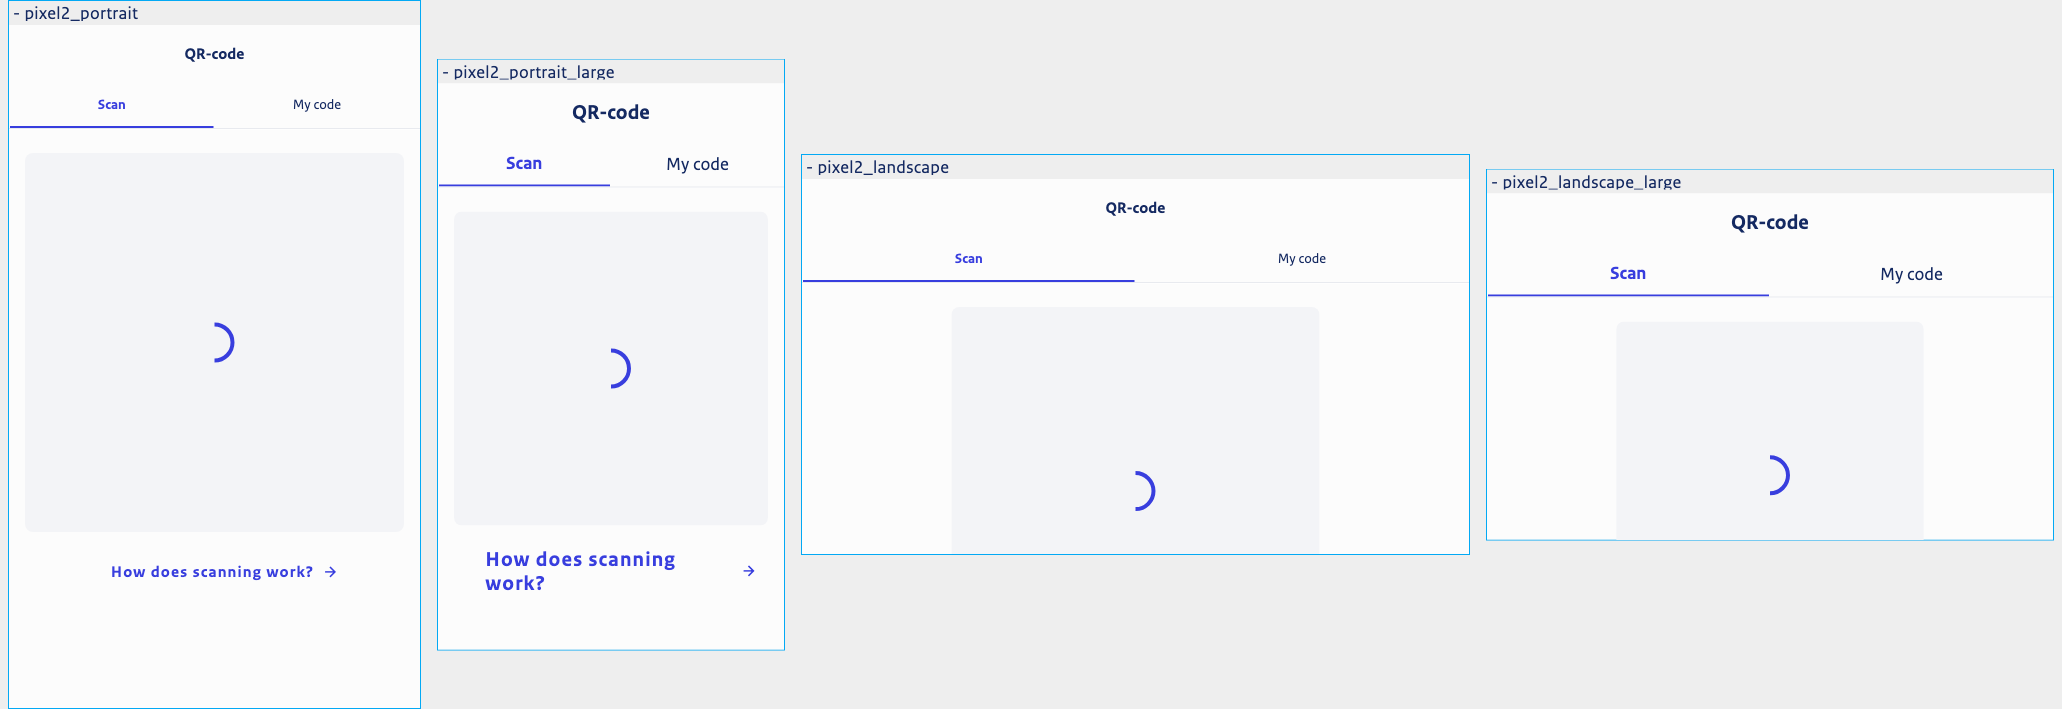 - pixel2_portrait
QR-code
Scan
My code
How does scanning work? →
- pixel2_portrait_large
QR-code
Scan
My code
How does scanning
work? →
- pixel2_landscape
QR-code
Scan
My code
- pixel2_landscape_large
QR-code
Scan
My code